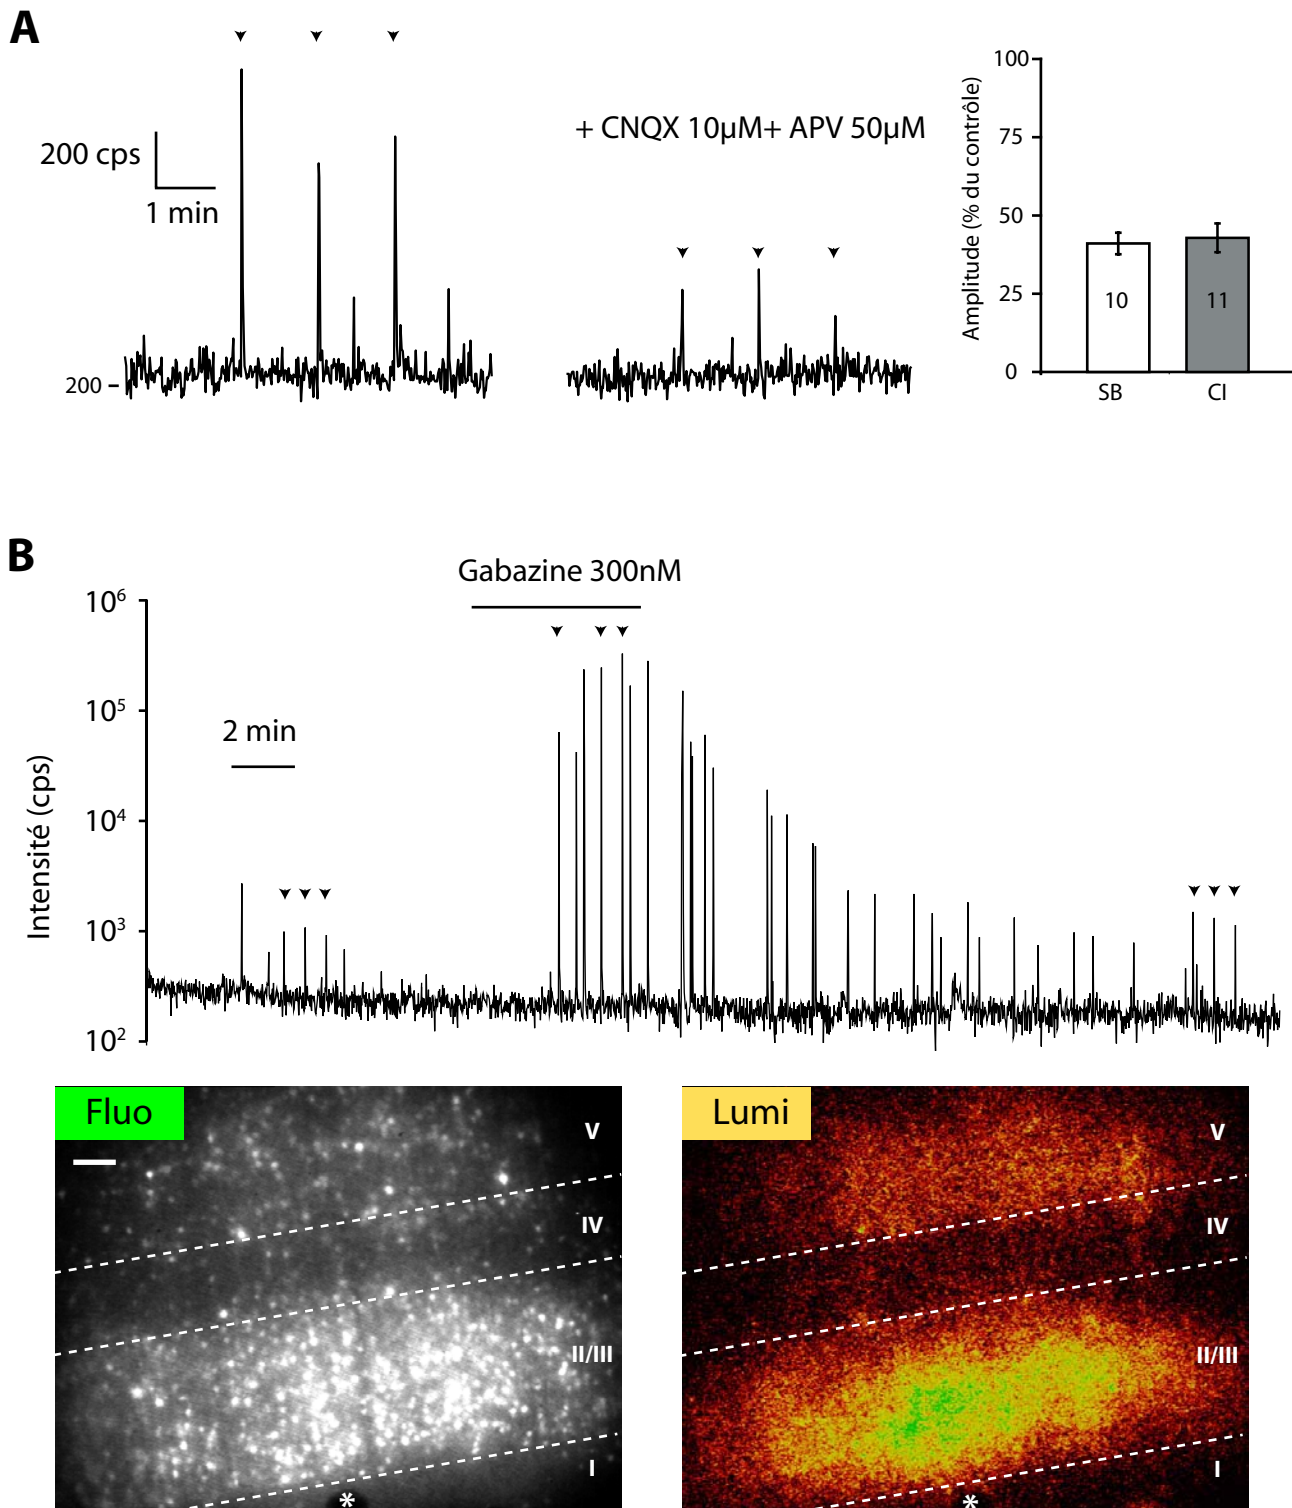 A
200 cps
1 min
200
+ CNQX 10µM+ APV 50µM
Amplitude (% du contrôle)
100
75
50
25
0
10
11
SB
CI
B
Gabazine 300nM
2 min
Intensité (cps)
10⁶
10⁵
10⁴
10³
10²
Fluo
V
IV
II/III
I
*
Lumi
V
IV
II/III
I
*